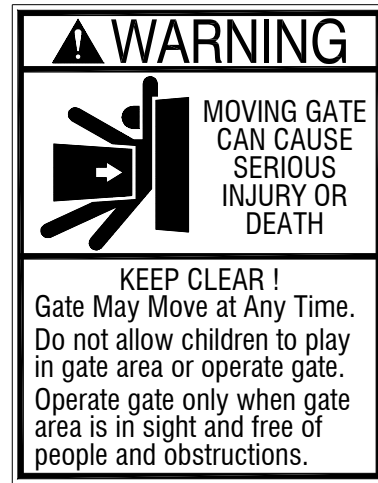 WARNING
MOVING GATE
CAN CAUSE
SERIOUS
INJURY OR
DEATH
KEEP CLEAR !
Gate May Move at Any Time.
Do not allow children to play
in gate area or operate gate.
Operate gate only when gate
area is in sight and free of
people and obstructions.